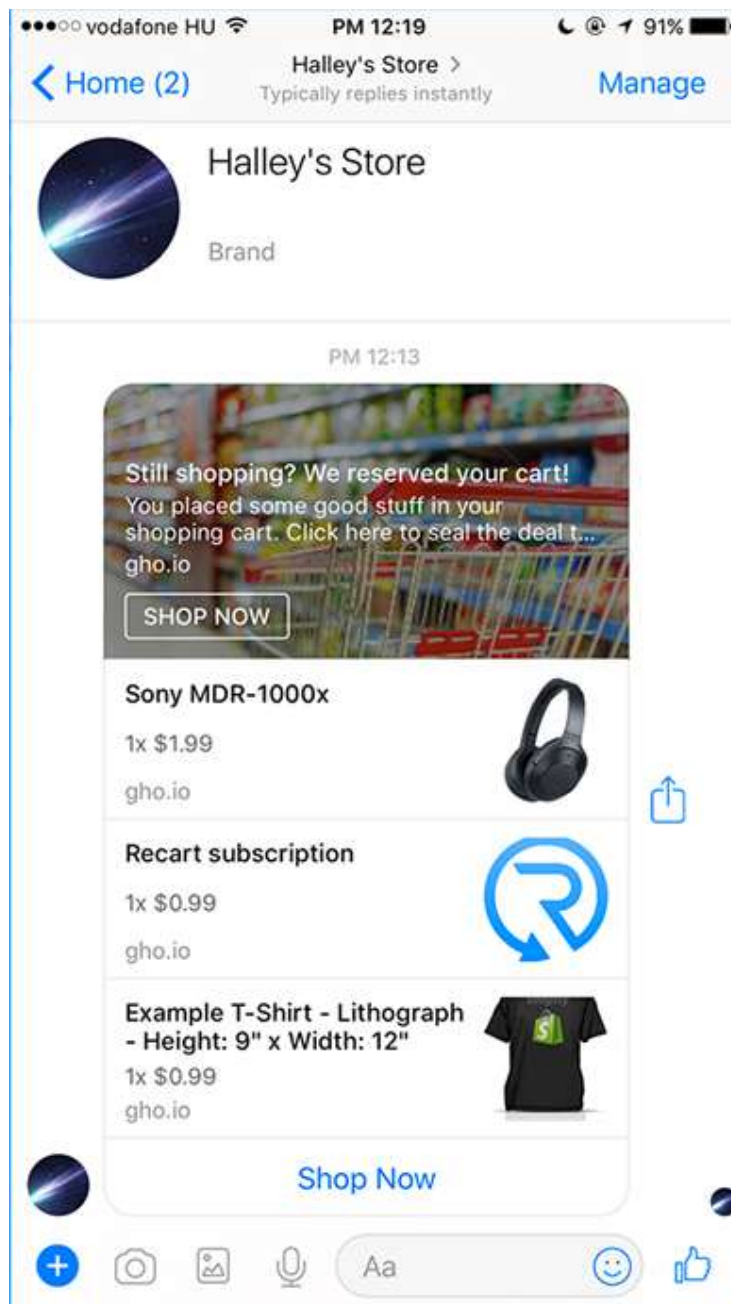 vodafone HU PM 12:19 91%
Home (2) Halley's Store > Manage
Typically replies instantly
Halley's Store
Brand
PM 12:13
Still shopping? We reserved your cart!
You placed some good stuff in your
shopping cart. Click here to seal the deal t...
gho.io
SHOP NOW
Sony MDR-1000x
1x $1.99
gho.io
Recart subscription
1x $0.99
gho.io
Example T-Shirt - Lithograph
- Height: 9" x Width: 12"
1x $0.99
gho.io
Shop Now
Aa